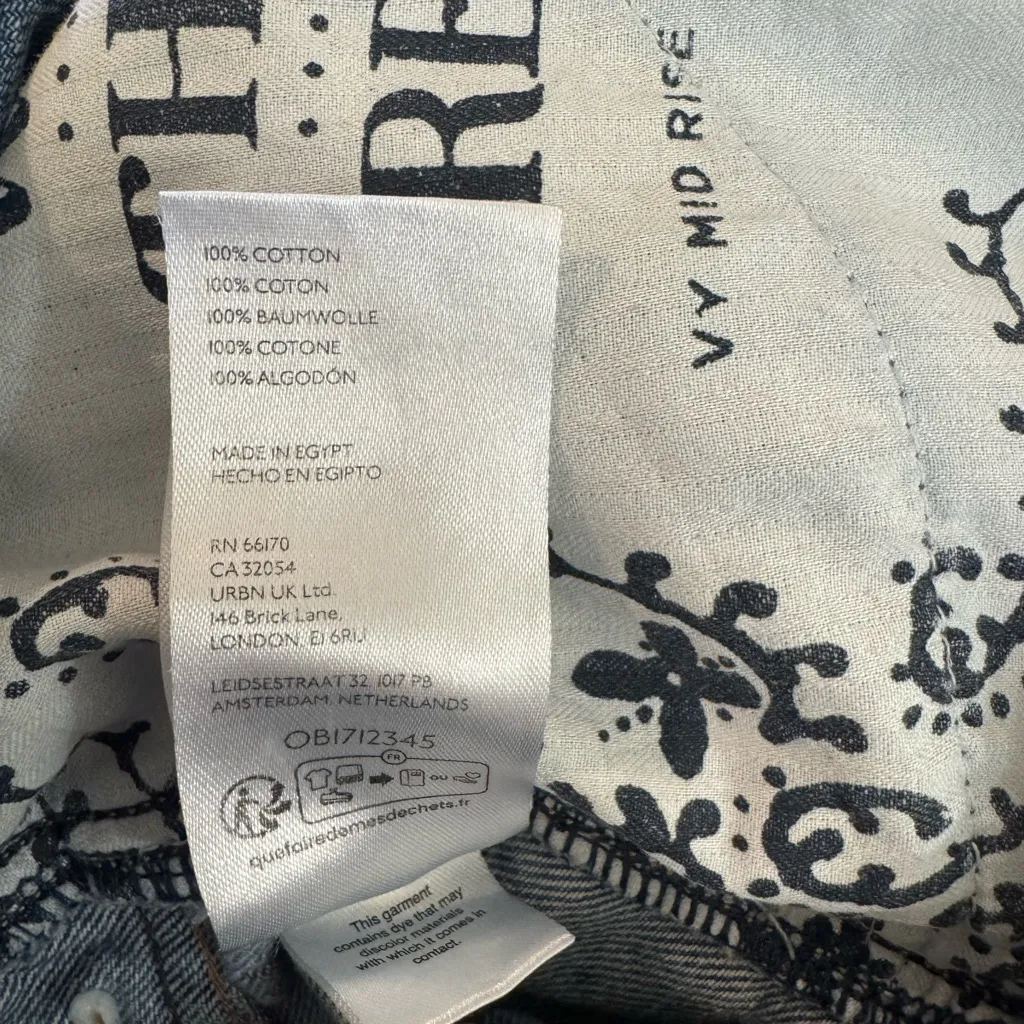 TH
RE
VY MID RISE
100% COTTON
100% COTON
100% BAUMWOLLE
100% COTONE
100% ALGODÓN
MADE IN EGYPT
HECHO EN EGIPTO
RN 66170
CA 32054
URBN UK Ltd.
146 Brick Lane,
LONDON. E1 6RU
LEIDSESTRAAT 32, 1017 PB
AMSTERDAM, NETHERLANDS
OB1712345
FR
OU
quefairedemesdechets.fr
This garment
contains dye that may
discolor materials
with which it comes in
contact.